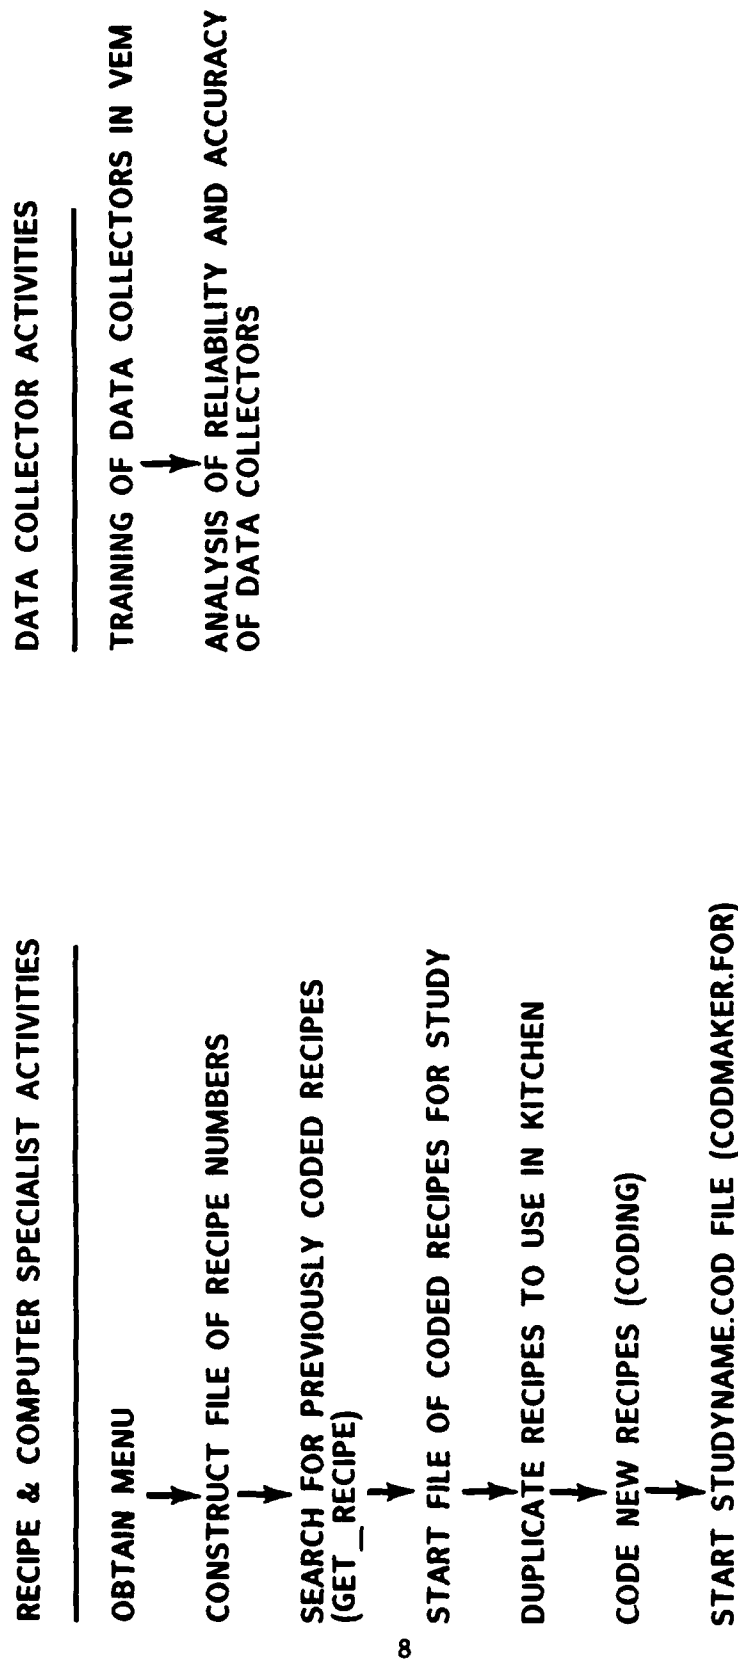 RECIPE & COMPUTER SPECIALIST ACTIVITIES
OBTAIN MENU
CONSTRUCT FILE OF RECIPE NUMBERS
SEARCH FOR PREVIOUSLY CODED RECIPES
(GET_RECIPE)
START FILE OF CODED RECIPES FOR STUDY
DUPLICATE RECIPES TO USE IN KITCHEN
CODE NEW RECIPES (CODING)
START STUDYNAME.COD FILE (CODMAKER.FOR)
DATA COLLECTOR ACTIVITIES
TRAINING OF DATA COLLECTORS IN VEM
ANALYSIS OF RELIABILITY AND ACCURACY
OF DATA COLLECTORS
8